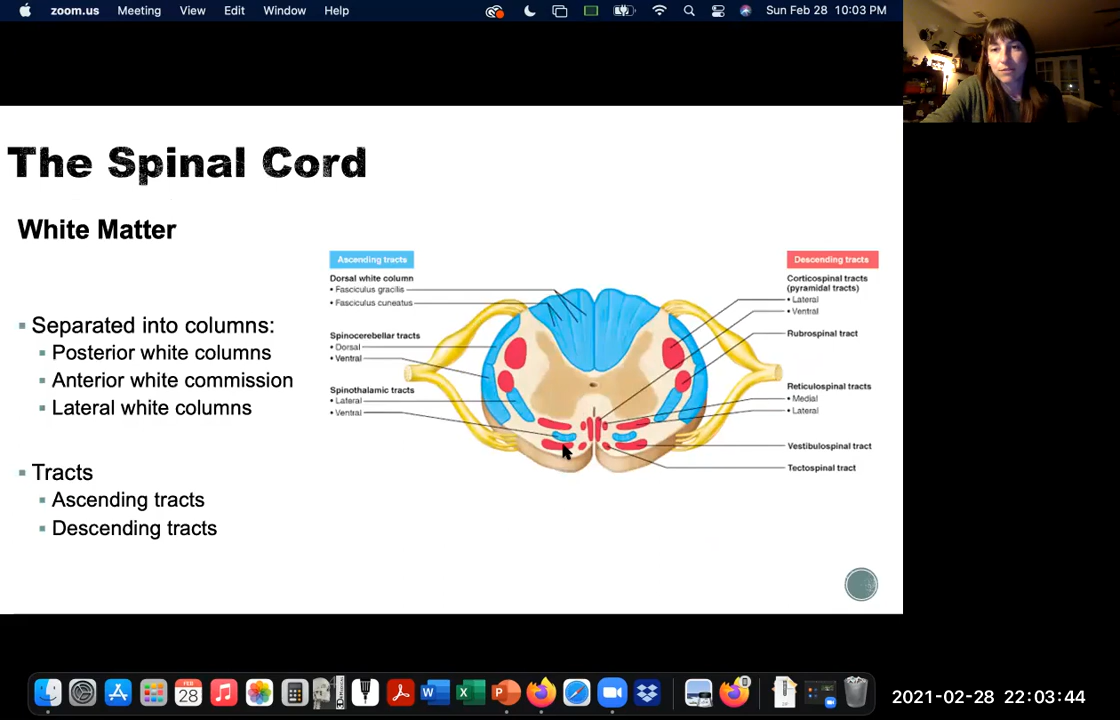 zoom.us Meeting View Edit Window Help
Sun Feb 28 10:03 PM
The Spinal Cord
White Matter
▪ Separated into columns:
▪ Posterior white columns
▪ Anterior white commission
▪ Lateral white columns
▪ Tracts
▪ Ascending tracts
▪ Descending tracts
Ascending tracts
Dorsal white column
• Fasciculus gracilis
• Fasciculus cuneatus
Spinocerebellar tracts
• Dorsal
• Ventral
Spinothalamic tracts
• Lateral
• Ventral
Descending tracts
Corticospinal tracts
(pyramidal tracts)
• Lateral
• Ventral
Rubrospinal tract
Reticulospinal tracts
• Medial
• Lateral
Vestibulospinal tract
Tectospinal tract
FEB
28
W
X
P
2021-02-28 22:03:44